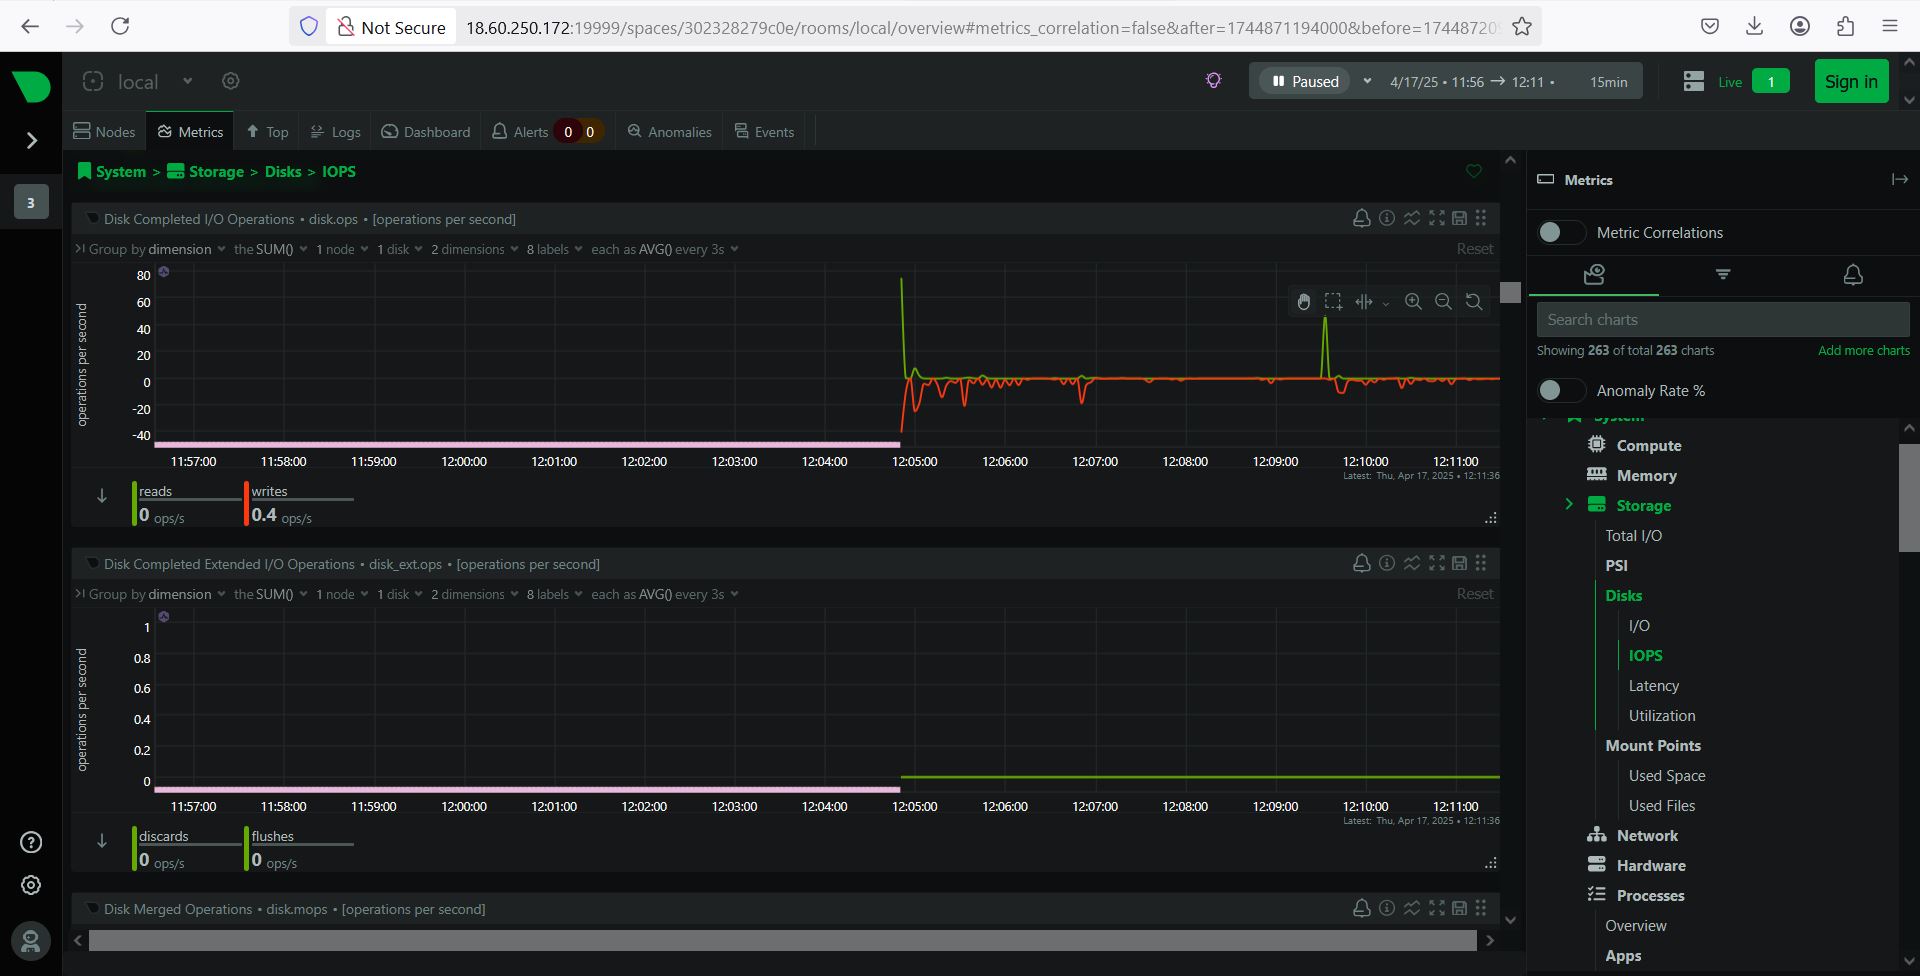 Not Secure 18.60.250.172:19999/spaces/302328279c0e/rooms/local/overview#metrics_correlation=false&after=1744871194000&before=174487209
local Paused 4/17/25 • 11:56 → 12:11 • 15min Live 1 Sign in
Nodes Metrics Top Logs Dashboard Alerts 0 0 Anomalies Events
3
System > Storage > Disks > IOPS
Disk Completed I/O Operations • disk.ops • [operations per second]
Group by dimension the SUM() 1 node 1 disk 2 dimensions 8 labels each as AVG() every 3s Reset
operations per second
80
60
40
20
0
-20
-40
11:57:00 11:58:00 11:59:00 12:00:00 12:01:00 12:02:00 12:03:00 12:04:00 12:05:00 12:06:00 12:07:00 12:08:00 12:09:00 12:10:00 12:11:00
Latest: Thu, Apr 17, 2025 • 12:11:36
reads writes
0 ops/s 0.4 ops/s
Disk Completed Extended I/O Operations • disk_ext.ops • [operations per second]
Group by dimension the SUM() 1 node 1 disk 2 dimensions 8 labels each as AVG() every 3s Reset
operations per second
1
0.8
0.6
0.4
0.2
0
11:57:00 11:58:00 11:59:00 12:00:00 12:01:00 12:02:00 12:03:00 12:04:00 12:05:00 12:06:00 12:07:00 12:08:00 12:09:00 12:10:00 12:11:00
Latest: Thu, Apr 17, 2025 • 12:11:36
discards flushes
0 ops/s 0 ops/s
Disk Merged Operations • disk.mops • [operations per second]
Metrics
Metric Correlations
Search charts
Showing 263 of total 263 charts Add more charts
Anomaly Rate %
System
Compute
Memory
Storage
Total I/O
PSI
Disks
I/O
IOPS
Latency
Utilization
Mount Points
Used Space
Used Files
Network
Hardware
Processes
Overview
Apps